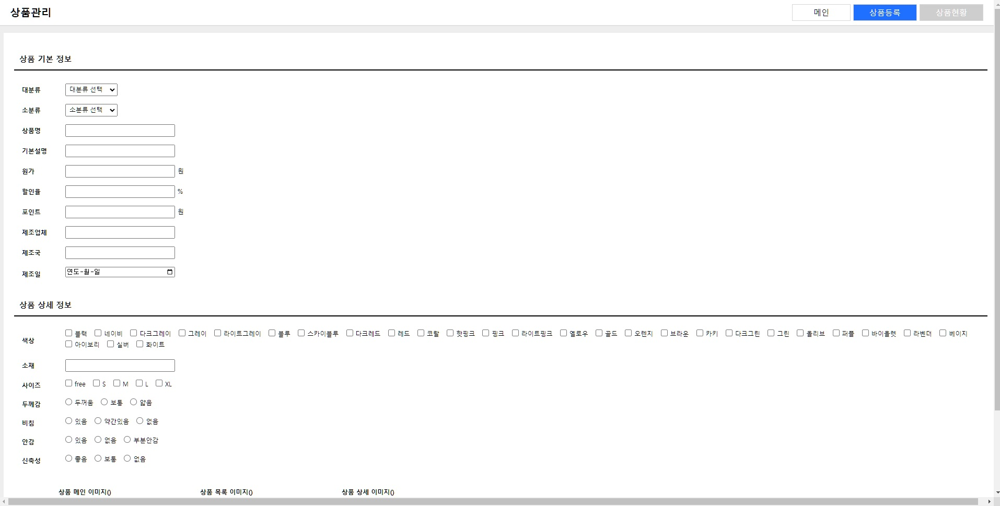 상품관리 메인 상품등록 상품현황
상품 기본 정보
대분류 대분류 선택
소분류 소분류 선택
상품명
기본설명
원가 원
할인율 %
포인트 원
제조업체
제조국
제조일 연도-월-일
상품 상세 정보
색상 블랙 네이비 다크그레이 그레이 라이트그레이 블루 스카이블루 다크레드 레드 코랄 핫핑크 핑크 라이트핑크 옐로우 골드 오렌지 브라운 카키 다크그린 그린 올리브 퍼플 바이올렛 라벤더 베이지
아이보리 실버 화이트
소재
사이즈 free S M L XL
두께감 두꺼움 보통 얇음
비침 있음 약간있음 없음
안감 있음 없음 부분안감
신축성 좋음 보통 없음
상품 메인 이미지() 상품 목록 이미지() 상품 상세 이미지()